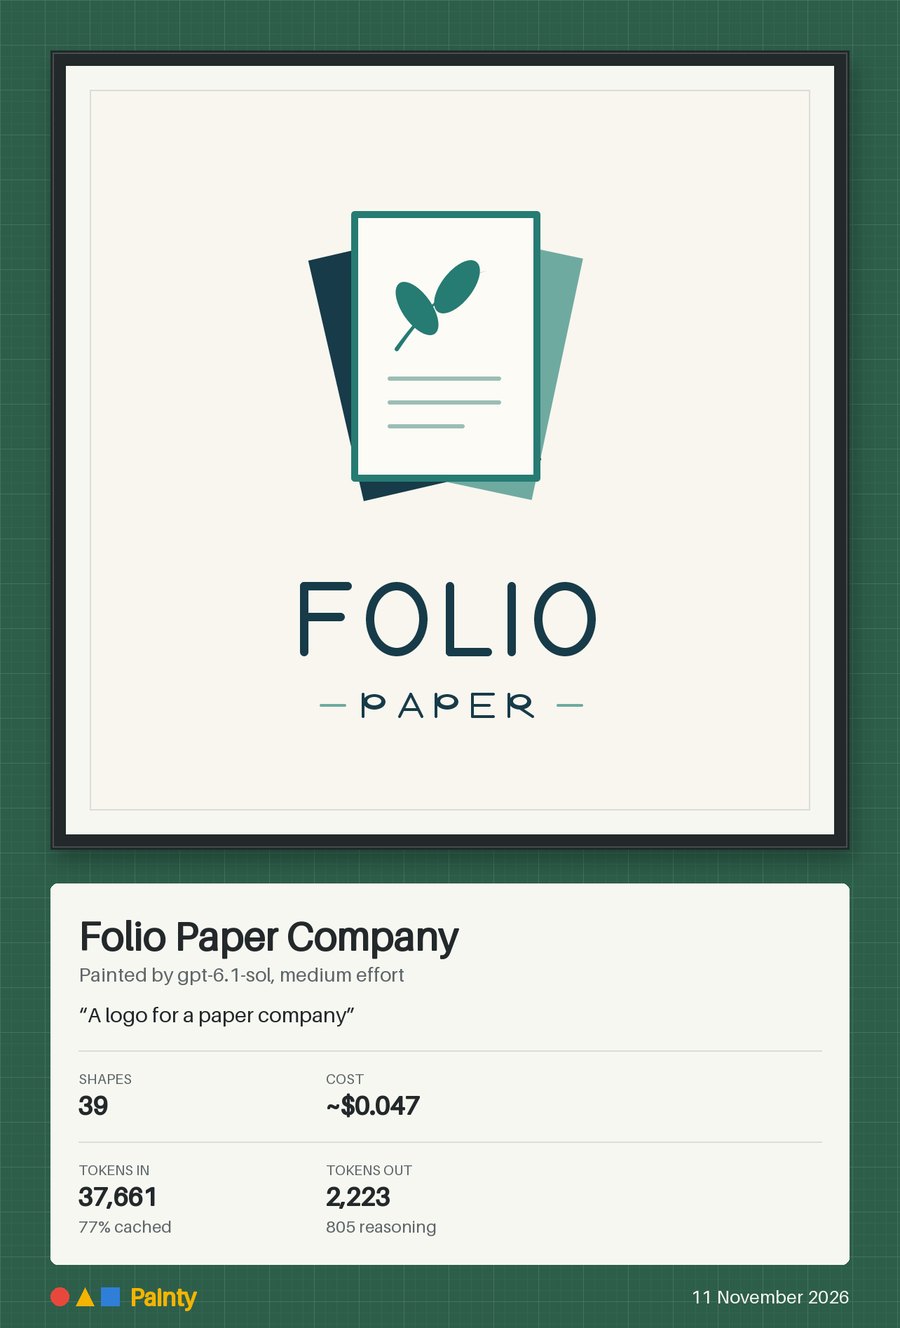 FOLIO
PAPER
Folio Paper Company
Painted by gpt-6.1-sol, medium effort
“A logo for a paper company”
SHAPES COST
39 ~$0.047
TOKENS IN TOKENS OUT
37,661 2,223
77% cached 805 reasoning
Painty 11 November 2026